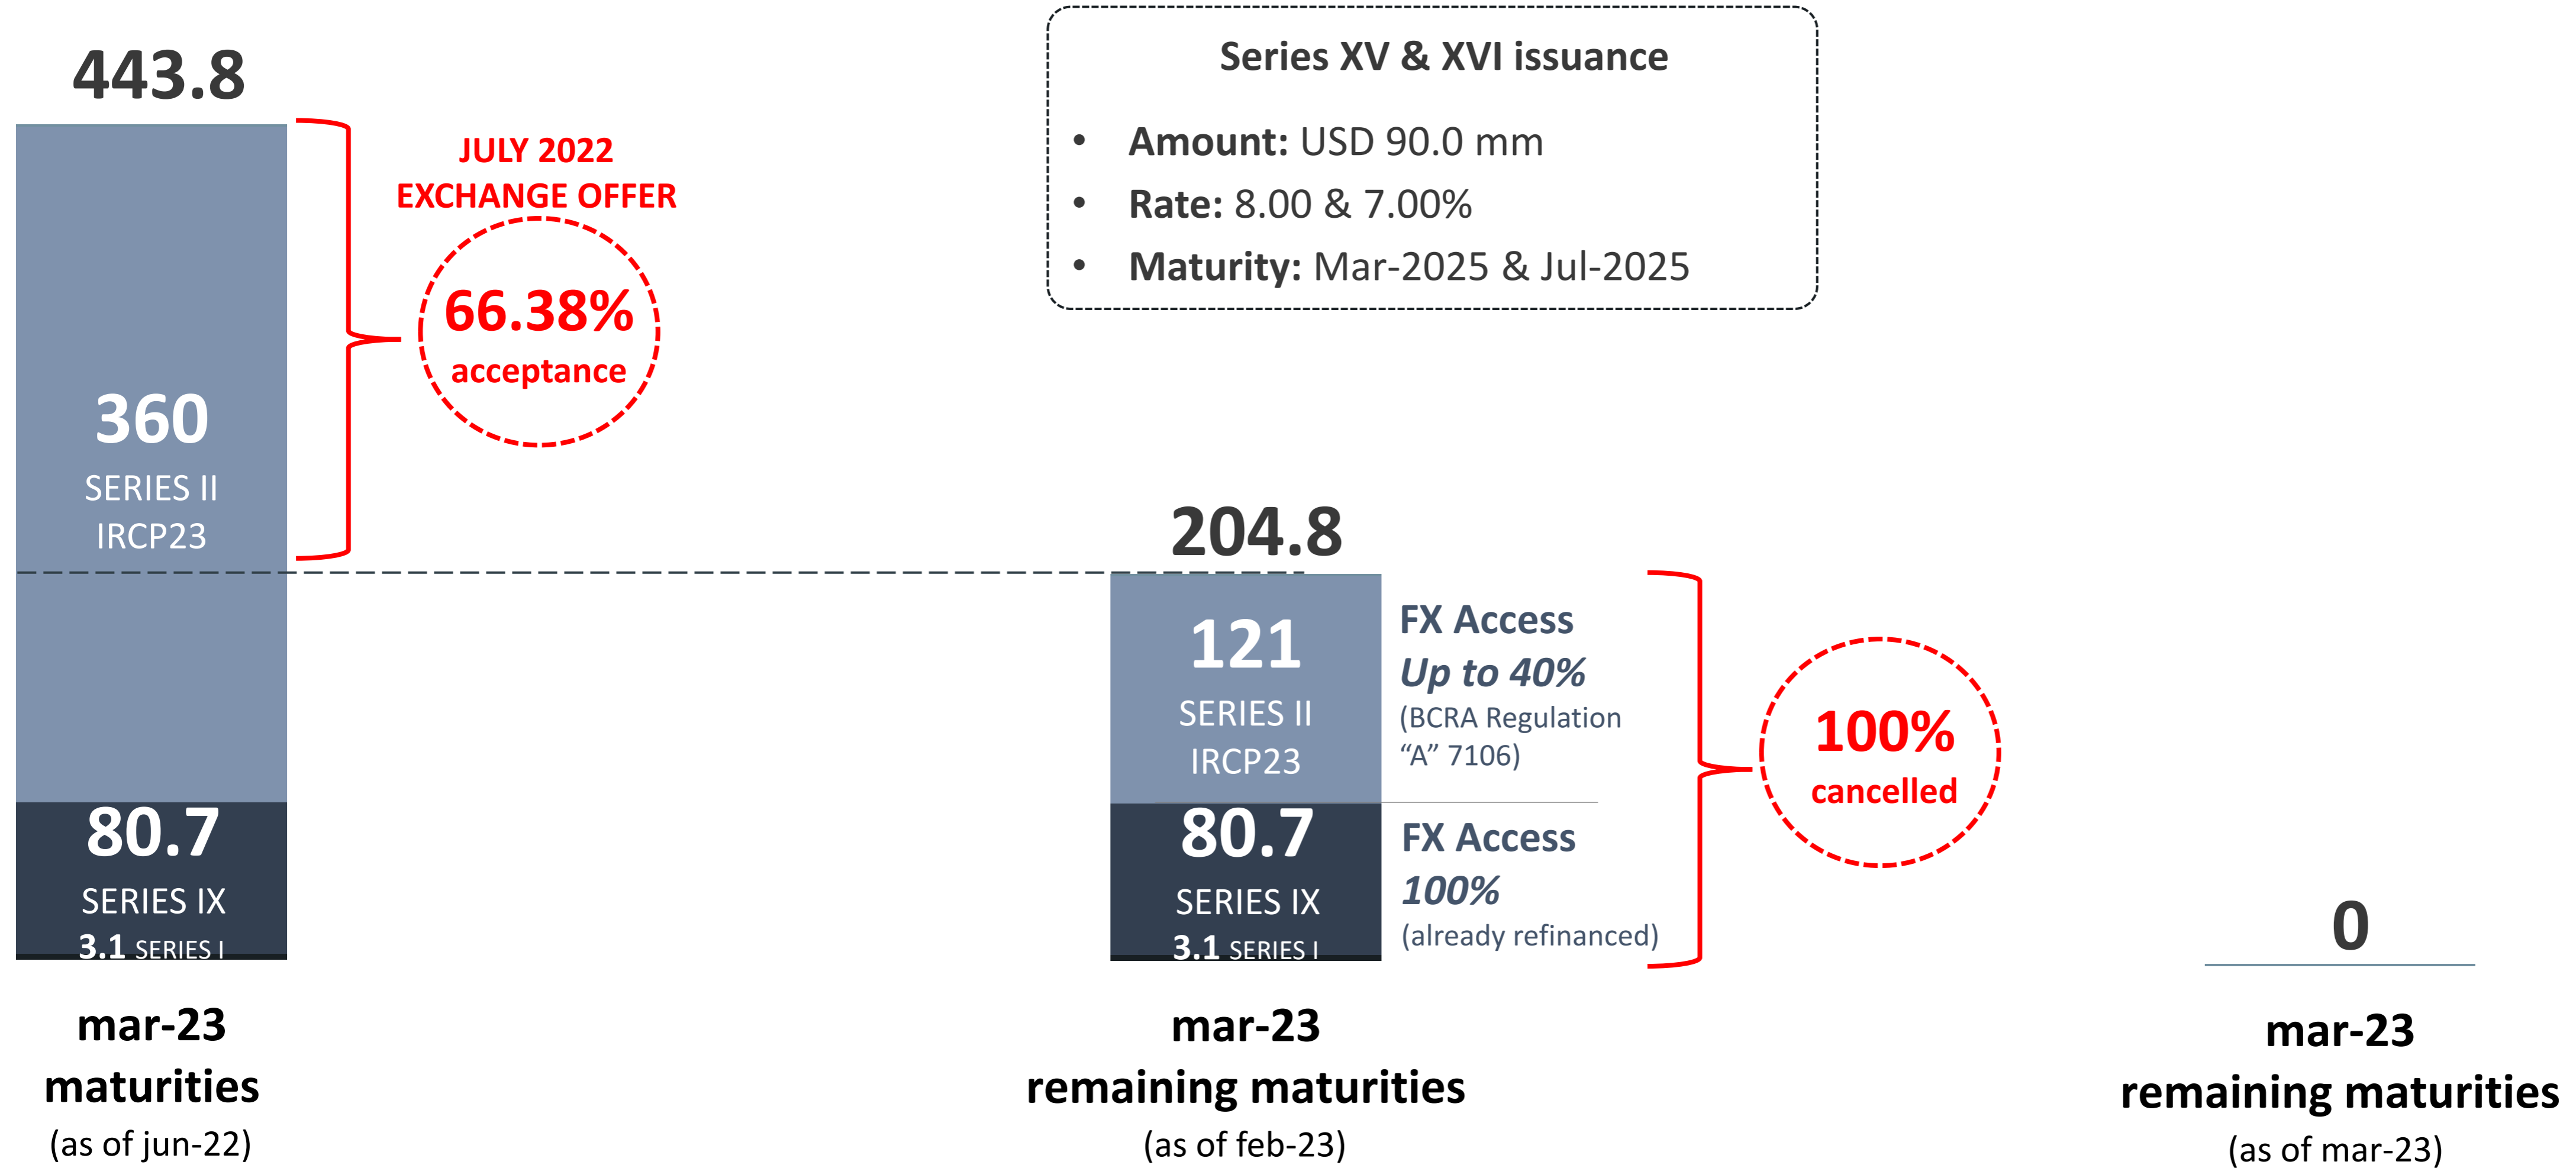 443.8
JULY 2022
EXCHANGE OFFER
66.38%
acceptance
360
SERIES II
IRCP23
80.7
SERIES IX
3.1 SERIES I
mar-23
maturities
(as of jun-22)
Series XV & XVI issuance
• Amount: USD 90.0 mm
• Rate: 8.00 & 7.00%
• Maturity: Mar-2025 & Jul-2025
204.8
121
SERIES II
IRCP23
80.7
SERIES IX
3.1 SERIES I
FX Access
Up to 40%
(BCRA Regulation
“A” 7106)
FX Access
100%
(already refinanced)
100%
cancelled
mar-23
remaining maturities
(as of feb-23)
0
mar-23
remaining maturities
(as of mar-23)